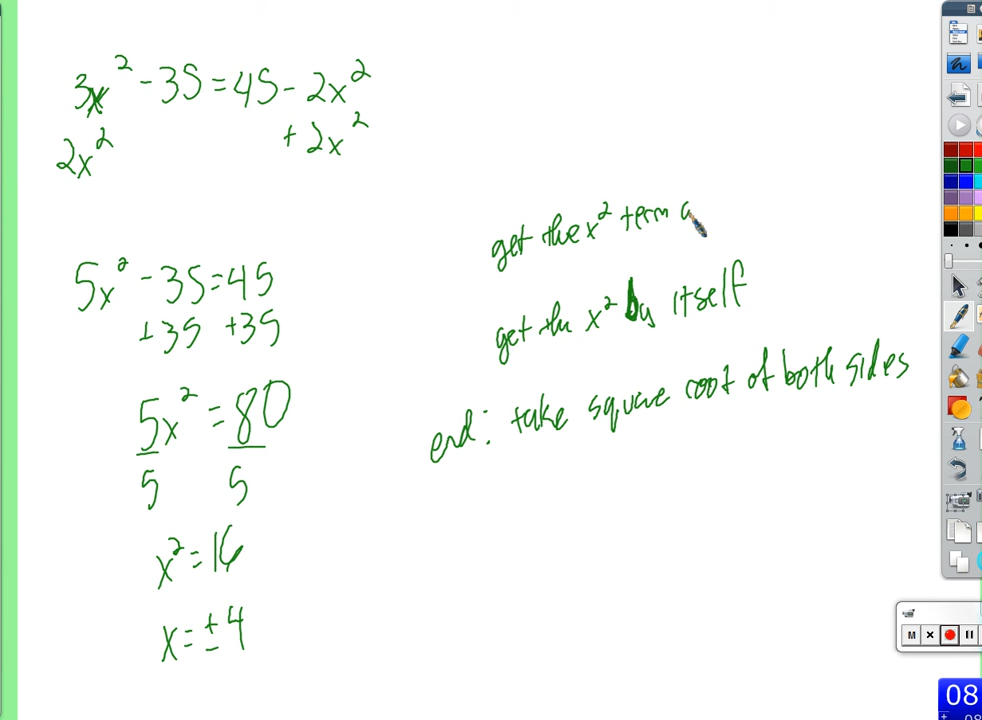 3x² - 35 = 45 - 2x²
2x² + 2x²
get the x² term a
5x² - 35 = 45
+35 +35
get the x² by itself
5x² = 80
5 5
end: take square root of both sides
x² = 16
x = ± 4
M
08